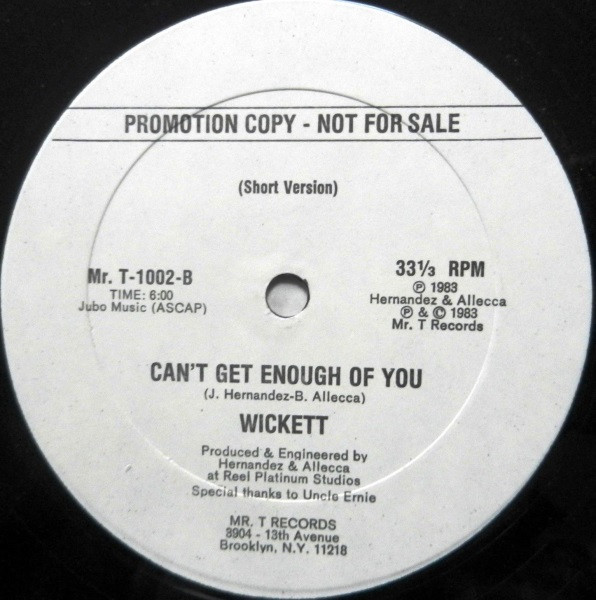 PROMOTION COPY - NOT FOR SALE
(Short Version)
Mr. T-1002-B
TIME: 6:00
Jubo Music (ASCAP)
33⅓ RPM
℗ 1983
Hernandez & Allecca
℗ & © 1983
Mr. T Records
CAN'T GET ENOUGH OF YOU
(J. Hernandez-B. Allecca)
WICKETT
Produced & Engineered by
Hernandez & Allecca
at Reel Platinum Studios
Special thanks to Uncle Ernie
MR. T RECORDS
3904 - 13th Avenue
Brooklyn, N.Y. 11218